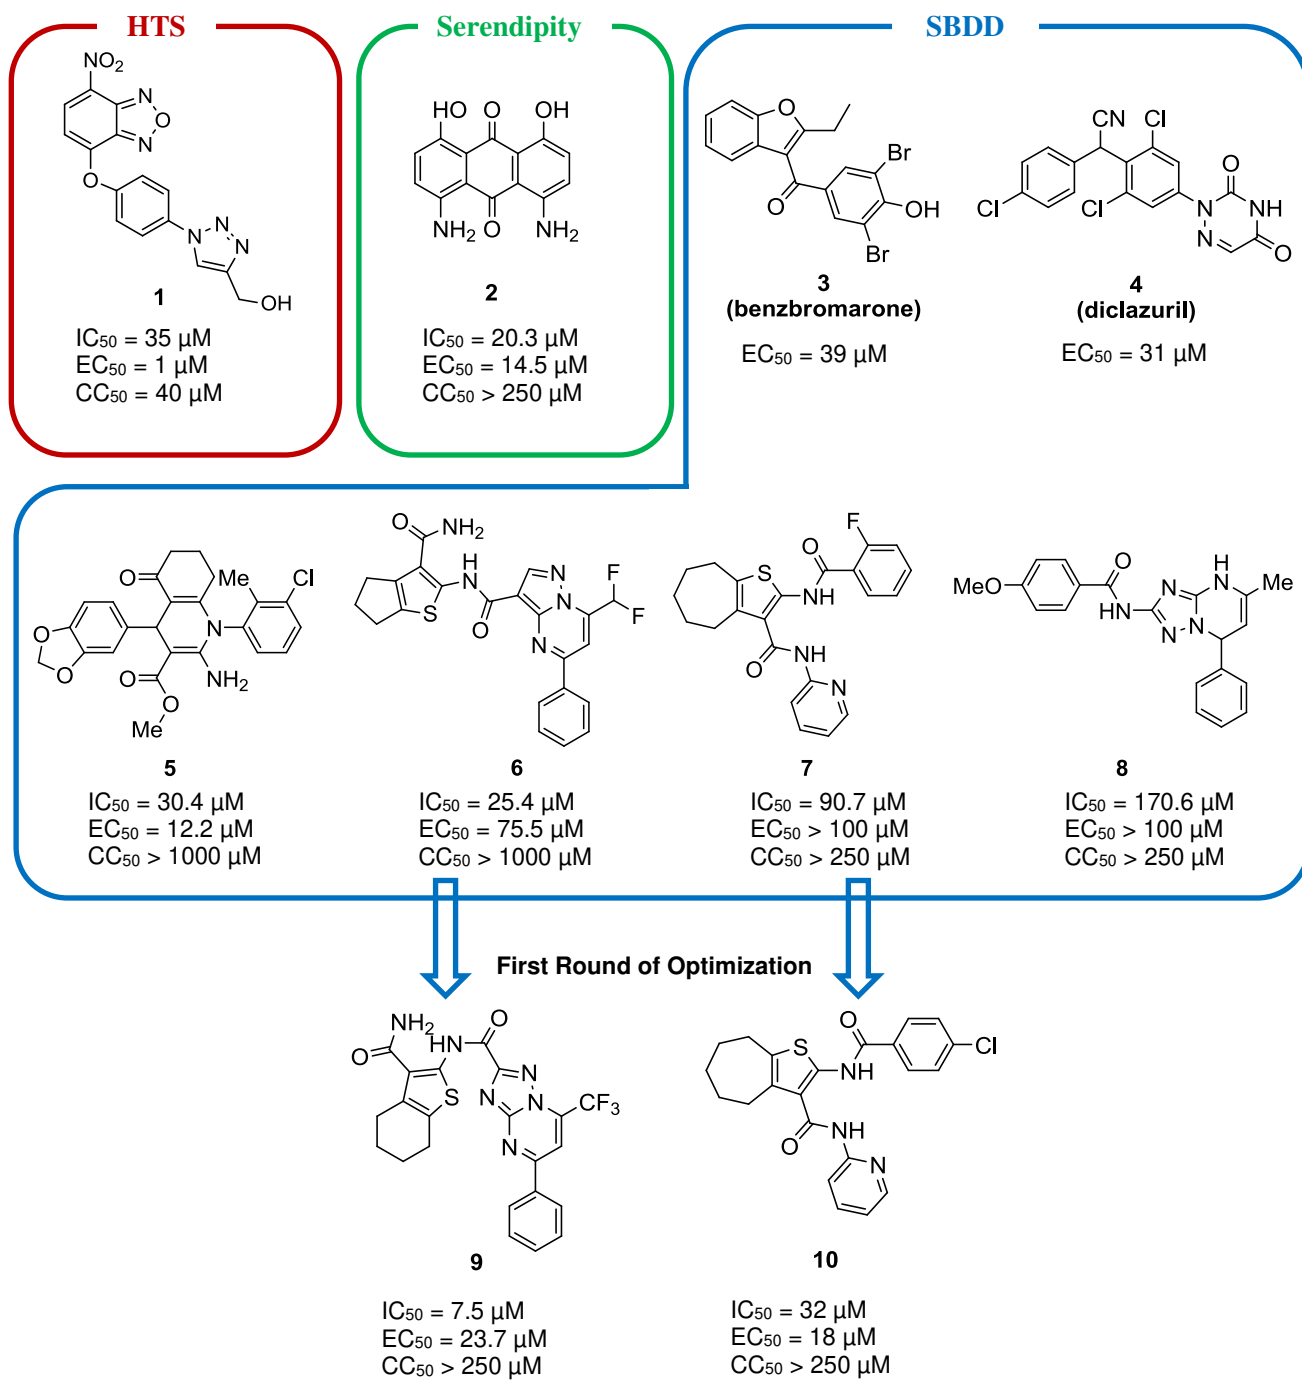 HTS
Serendipity
SBDD
NO2
N
O
N
O
N
N
N
OH
1
IC50 = 35 µM
EC50 = 1 µM
CC50 = 40 µM
HO
O
OH
NH2
O
NH2
2
IC50 = 20.3 µM
EC50 = 14.5 µM
CC50 > 250 µM
O
Br
O
OH
Br
3
(benzbromarone)
EC50 = 39 µM
CN
Cl
Cl
Cl
O
N
NH
N
O
4
(diclazuril)
EC50 = 31 µM
O
Me
Cl
O
O
N
O
NH2
O
Me
5
IC50 = 30.4 µM
EC50 = 12.2 µM
CC50 > 1000 µM
O
NH2
H
N
S
O
N
N
N
F
F
6
IC50 = 25.4 µM
EC50 = 75.5 µM
CC50 > 1000 µM
F
O
S
NH
O
NH
N
7
IC50 = 90.7 µM
EC50 > 100 µM
CC50 > 250 µM
MeO
O
HN
N
N
N
H
N
Me
8
IC50 = 170.6 µM
EC50 > 100 µM
CC50 > 250 µM
First Round of Optimization
NH2
O
HN
O
S
N
N
N
N
CF3
9
IC50 = 7.5 µM
EC50 = 23.7 µM
CC50 > 250 µM
O
Cl
S
NH
O
NH
N
10
IC50 = 32 µM
EC50 = 18 µM
CC50 > 250 µM